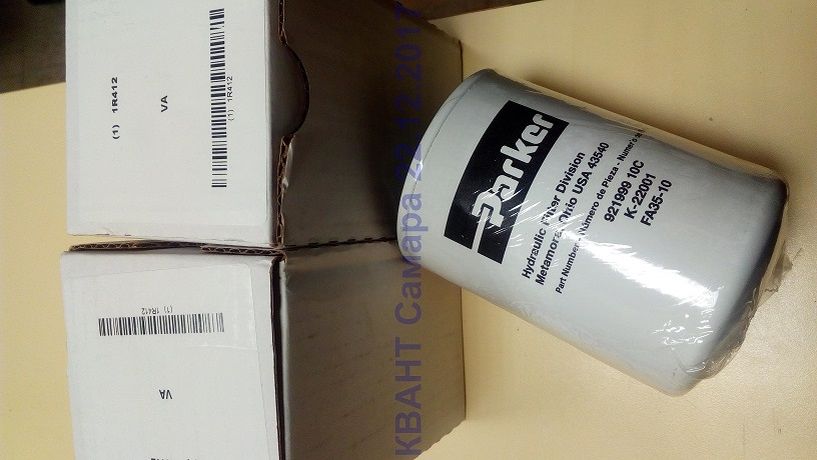 (1) 1R412
VA
(1) 1R412
(1) 1R412
VA
Parker
Hydraulic Filter Division
Metamora, Ohio USA 43540
Part Number - Número de Pieza -
921999 10C
K-22001
FA35-10
КВАНТ Самара 22.12.2017